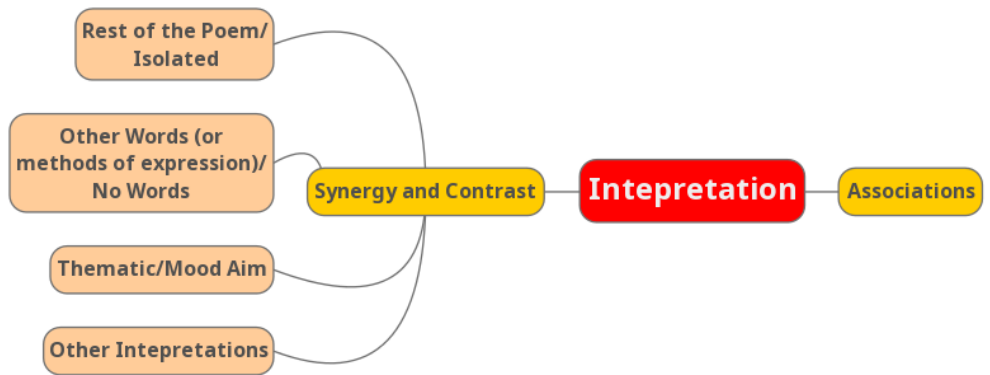 Rest of the Poem/
Isolated
Other Words (or
methods of expression)/
No Words
Synergy and Contrast
Intepretation
Associations
Thematic/Mood Aim
Other Intepretations